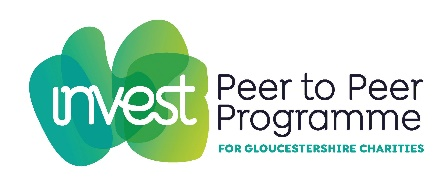 invest
Peer to Peer
Programme
FOR GLOUCESTERSHIRE CHARITIES